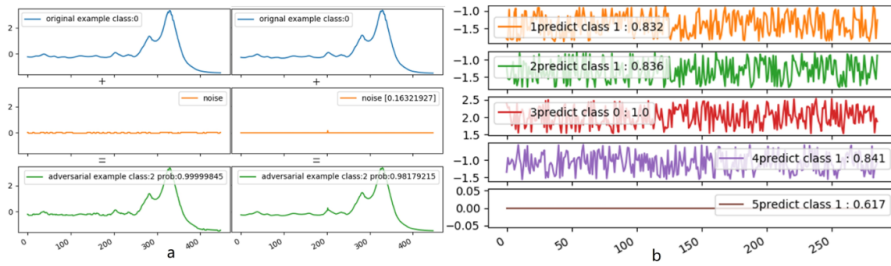 original example class:0
2
0
+
noise
2
0
=
adversarial example class:2 prob:0.99999845
2
0
0
100
200
300
400
a
original example class:0
+
noise [0.16321927]
=
adversarial example class:2 prob:0.98179215
0
100
200
300
400
−1.0
−1.5
1predict class 1 : 0.832
−1.0
−1.5
2predict class 1 : 0.836
2.5
2.0
1.5
3predict class 0 : 1.0
−1.0
−1.5
4predict class 1 : 0.841
0.05
0.00
−0.05
5predict class 1 : 0.617
0
50
100
150
200
250
b